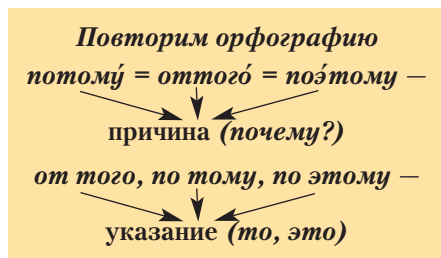 Повторим орфографию
потому́ = оттого́ = поэ́тому —
причина (почему?)
от того, по тому, по этому —
указание (то, это)